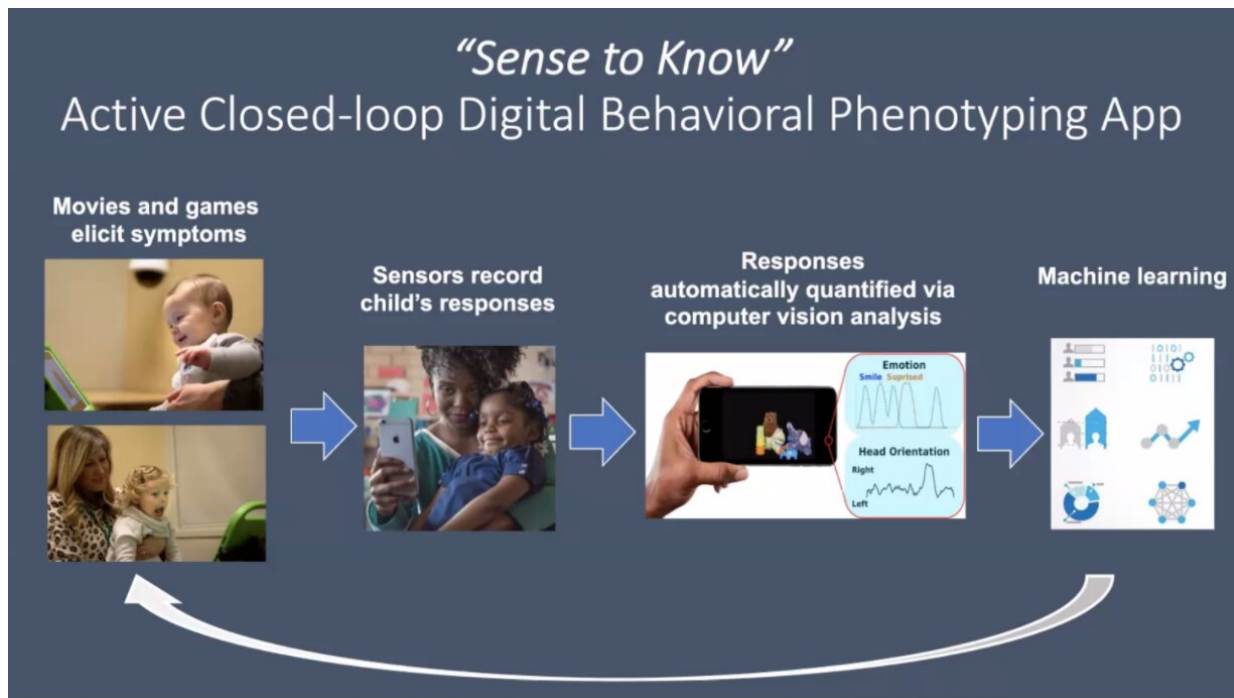 “Sense to Know”
Active Closed-loop Digital Behavioral Phenotyping App
Movies and games
elicit symptoms
Sensors record
child’s responses
Responses
automatically quantified via
computer vision analysis
Emotion
Smile Suprised
Head Orientation
Right
Left
Machine learning